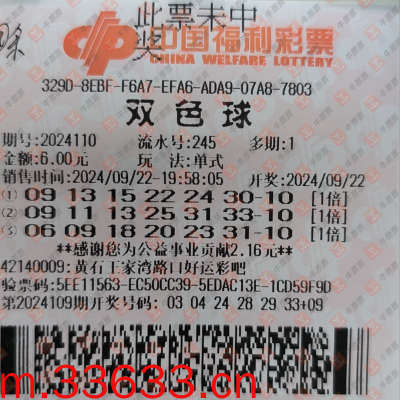 此票未中
奖
中国福利彩票
CHINA WELFARE LOTTERY
329D-8EBF-F6A7-EFA6-ADA9-07A8-7803
双色球
期号:2024110 流水号:245 多期:1
金额:6.00元 玩 法:单式
销售时间:2024/09/22-19:58:05 开奖:2024/09/22
(1) 09 13 15 22 24 30-10 [1倍]
(2) 09 11 13 25 31 33-10 [1倍]
(3) 06 09 18 20 23 31-10 [1倍]
**感谢您为公益事业贡献2.16元**
42140009:黄石王家湾路口好运彩吧
验票码:5EE11563-EC50CC39-5EDAC13E-1CD59F9D
第2024109期开奖号码:03 04 24 28 29 33+09
m.33633.cn